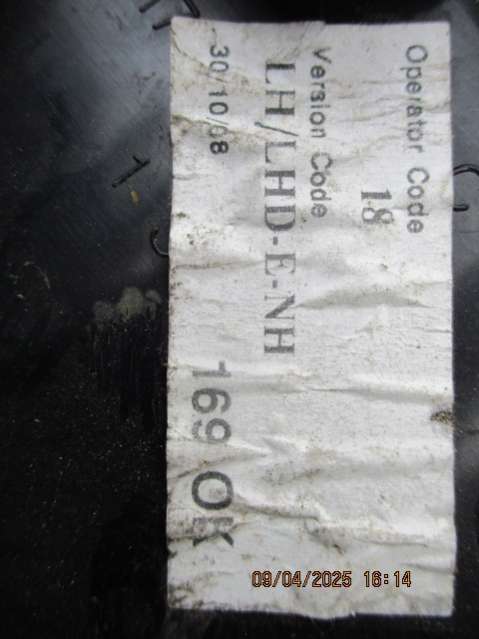 Operator Code
18
Version Code
LH/LHD-E-NH
30/10/08 169 OK
09/04/2025 16:14